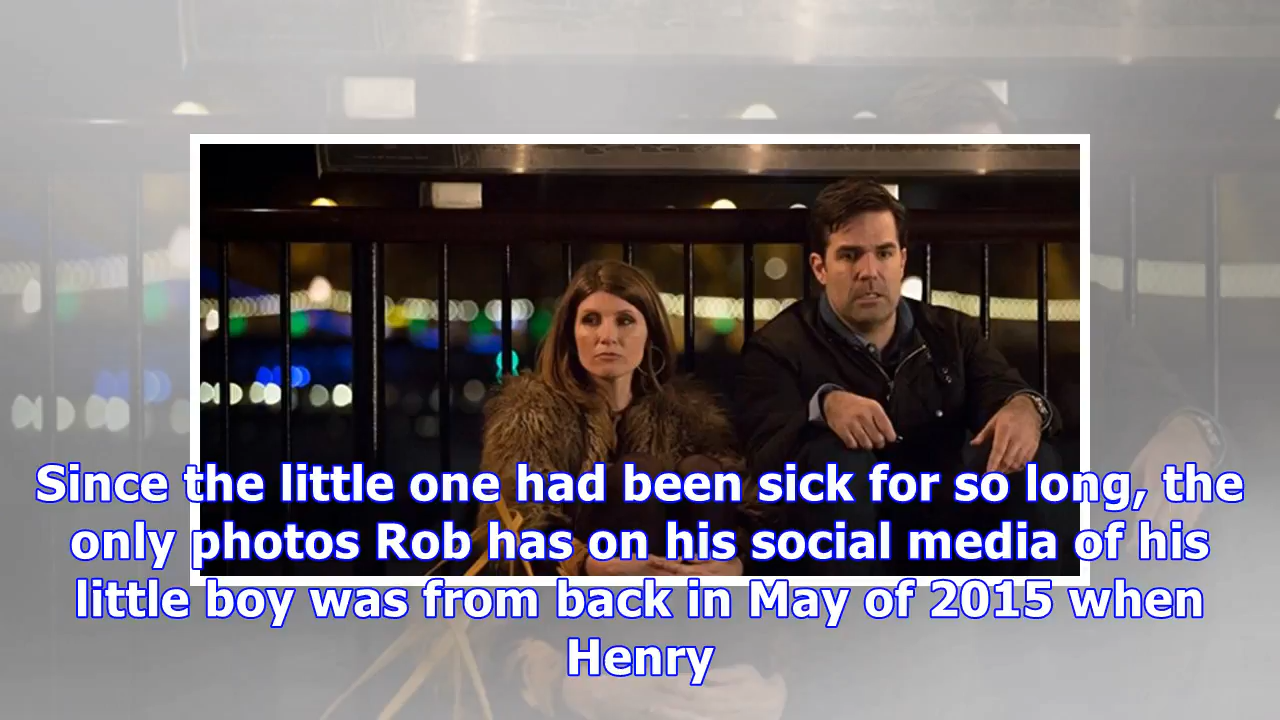 Since the little one had been sick for so long, the
only photos Rob has on his social media of his
little boy was from back in May of 2015 when
Henry